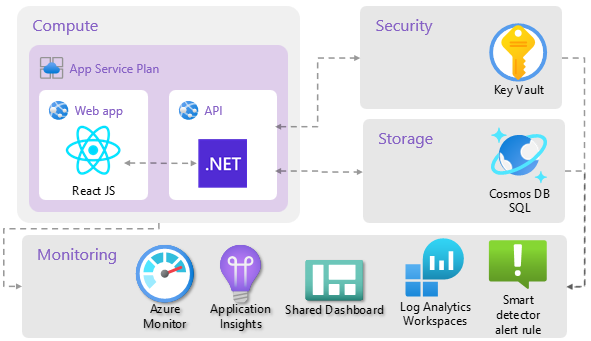 Compute
Security
App Service Plan
Key Vault
Web app
API
Storage
.NET
React JS
Cosmos DB
SQL
Monitoring
Azure
Monitor
Application
Insights
Shared Dashboard
Log Analytics
Workspaces
Smart
detector
alert rule